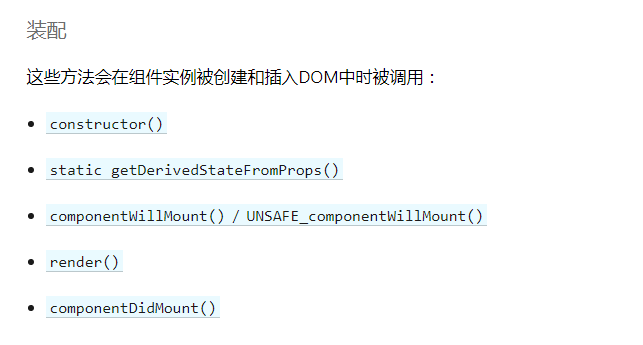 装配
这些方法会在组件实例被创建和插入DOM中时被调用：
constructor()
static getDerivedStateFromProps()
componentWillMount() / UNSAFE_componentWillMount()
render()
componentDidMount()